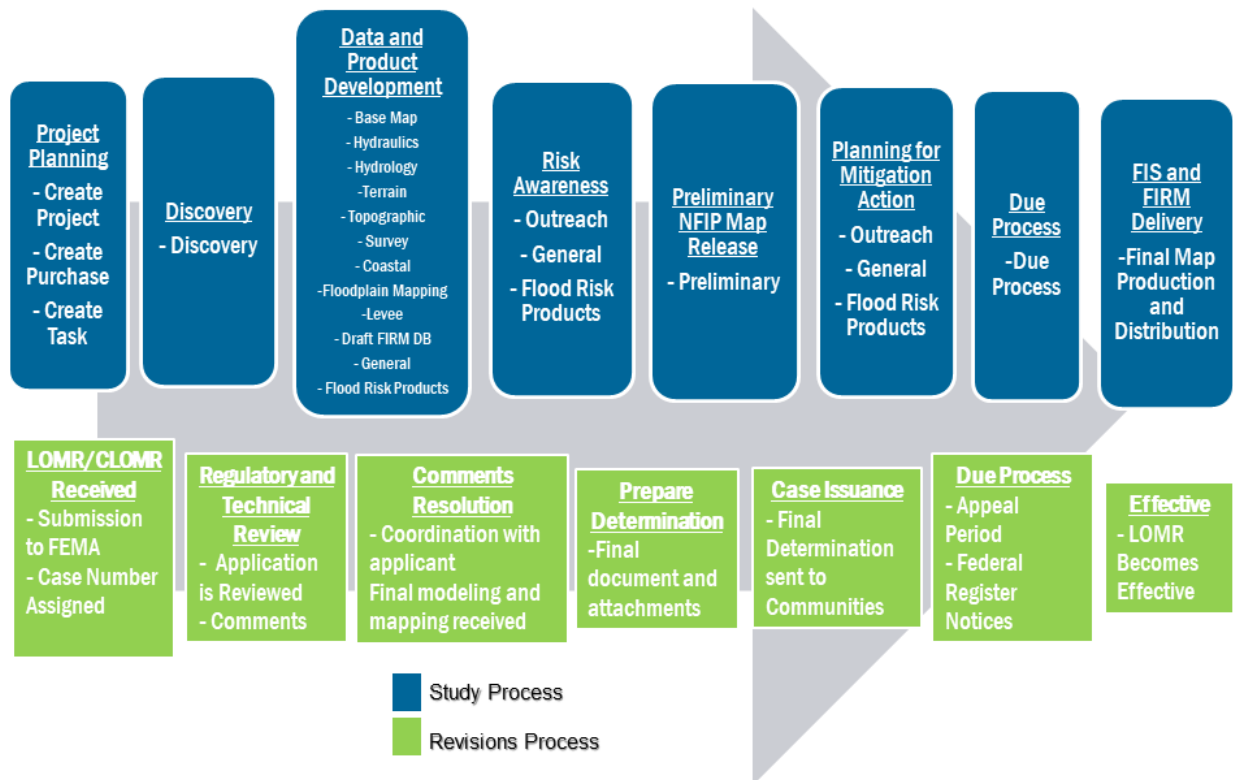 Project
Planning
- Create
Project
- Create
Purchase
- Create
Task
Discovery
- Discovery
Data and
Product
Development
- Base Map
- Hydraulics
- Hydrology
-Terrain
- Topographic
- Survey
- Coastal
-Floodplain Mapping
-Levee
- Draft FIRM DB
- General
- Flood Risk Products
Risk
Awareness
- Outreach
- General
- Flood Risk
Products
Preliminary
NFIP Map
Release
- Preliminary
Planning for
Mitigation
Action
- Outreach
- General
- Flood Risk
Products
Due
Process
-Due
Process
FIS and
FIRM
Delivery
-Final Map
Production
and
Distribution
LOMR/CLOMR
Received
- Submission
to FEMA
- Case Number
Assigned
Regulatory and
Technical
Review
- Application
is Reviewed
- Comments
Comments
Resolution
- Coordination with
applicant
Final modeling and
mapping received
Prepare
Determination
-Final
document and
attachments
Case Issuance
- Final
Determination
sent to
Communities
Due Process
- Appeal
Period
- Federal
Register
Notices
Effective
- LOMR
Becomes
Effective
Study Process
Revisions Process